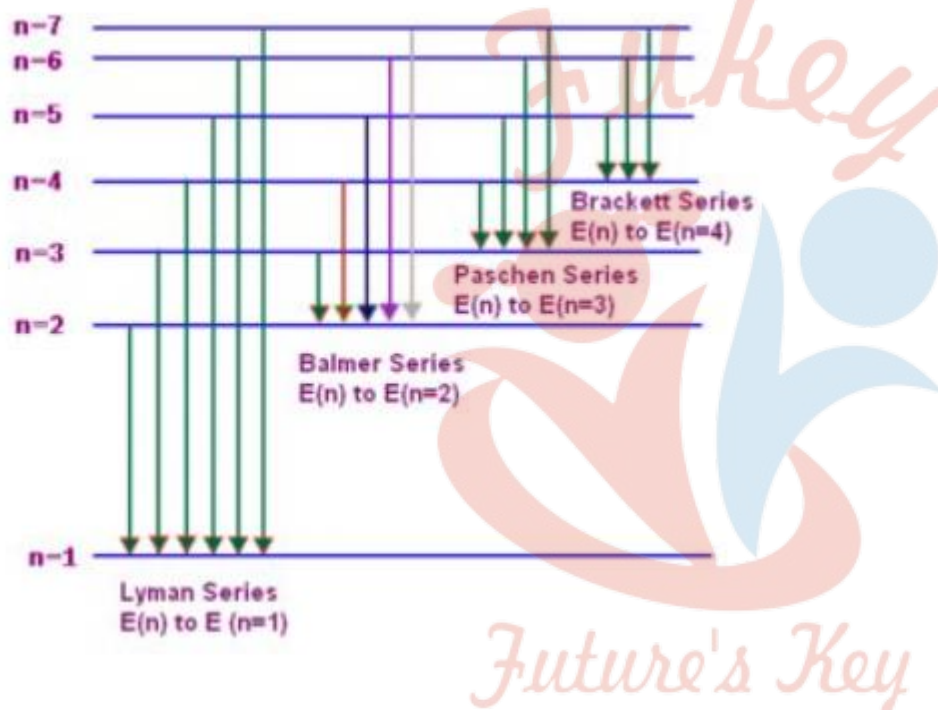 n=7
n=6
n=5
n=4
n=3
n=2
n=1
Brackett Series
E(n) to E(n=4)
Paschen Series
E(n) to E(n=3)
Balmer Series
E(n) to E(n=2)
Lyman Series
E(n) to E (n=1)
Fukey
Future's Key